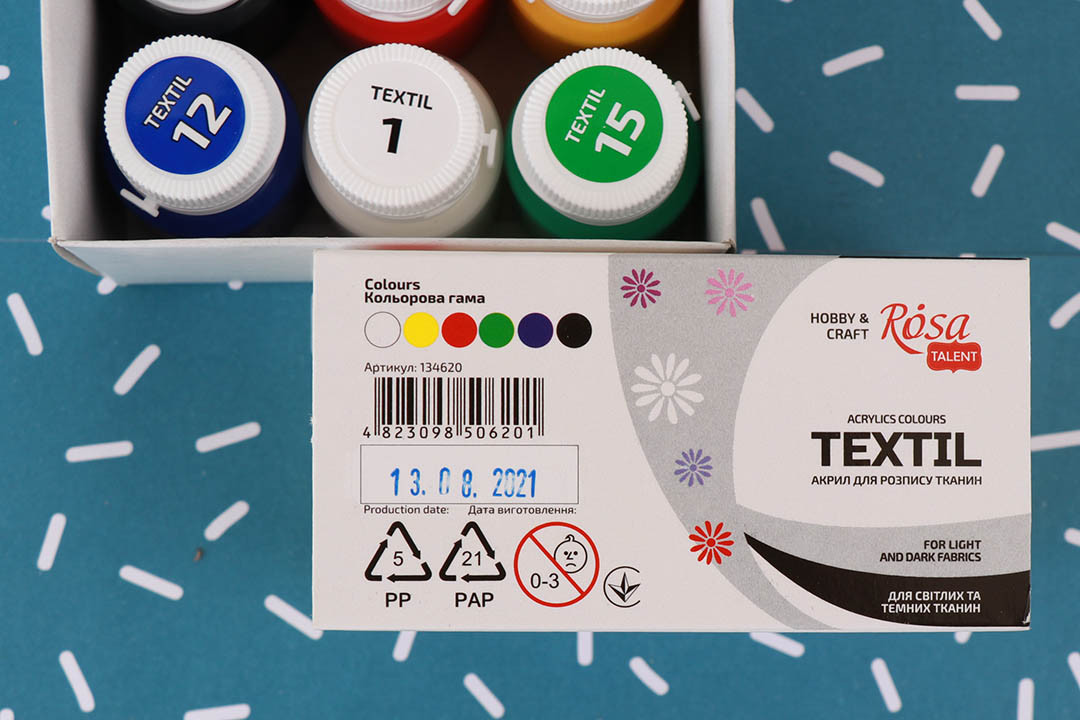 TEXTIL
12
TEXTIL
1
TEXTIL
15
Colours
Кольорова гама
Артикул: 134620
4 823098 506201
13. 08. 2021
Production date: Дата виготовлення:
5
PP
21
PAP
0-3
HOBBY &
CRAFT
Rósa
TALENT
ACRYLICS COLOURS
TEXTIL
АКРИЛ ДЛЯ РОЗПИСУ ТКАНИН
FOR LIGHT
AND DARK FABRICS
ДЛЯ СВІТЛИХ ТА
ТЕМНИХ ТКАНИН